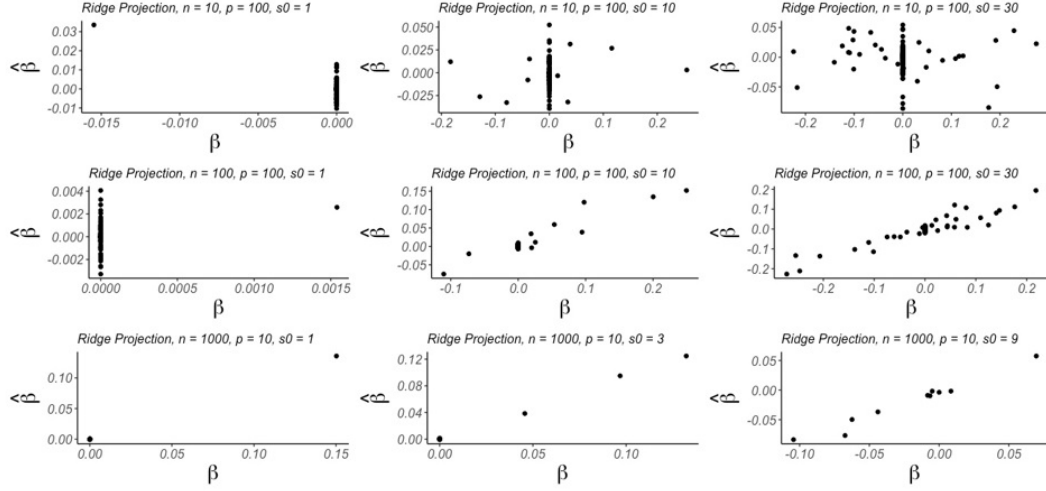 Ridge Projection, n = 10, p = 100, s0 = 1
β̂
0.03
0.02
0.01
0.00
-0.01
-0.015
-0.010
-0.005
0.000
β
Ridge Projection, n = 10, p = 100, s0 = 10
β̂
0.050
0.025
0.000
-0.025
-0.2
-0.1
0.0
0.1
0.2
β
Ridge Projection, n = 10, p = 100, s0 = 30
β̂
0.05
0.00
-0.05
-0.2
-0.1
0.0
0.1
0.2
β
Ridge Projection, n = 100, p = 100, s0 = 1
β̂
0.004
0.002
0.000
-0.002
0.0000
0.0005
0.0010
0.0015
β
Ridge Projection, n = 100, p = 100, s0 = 10
β̂
0.15
0.10
0.05
0.00
-0.05
-0.1
0.0
0.1
0.2
β
Ridge Projection, n = 100, p = 100, s0 = 30
β̂
0.2
0.1
0.0
-0.1
-0.2
-0.2
-0.1
0.0
0.1
0.2
β
Ridge Projection, n = 1000, p = 10, s0 = 1
β̂
0.10
0.05
0.00
0.00
0.05
0.10
0.15
β
Ridge Projection, n = 1000, p = 10, s0 = 3
β̂
0.12
0.08
0.04
0.00
0.00
0.05
0.10
β
Ridge Projection, n = 1000, p = 10, s0 = 9
β̂
0.05
0.00
-0.05
-0.10
-0.05
0.00
0.05
β